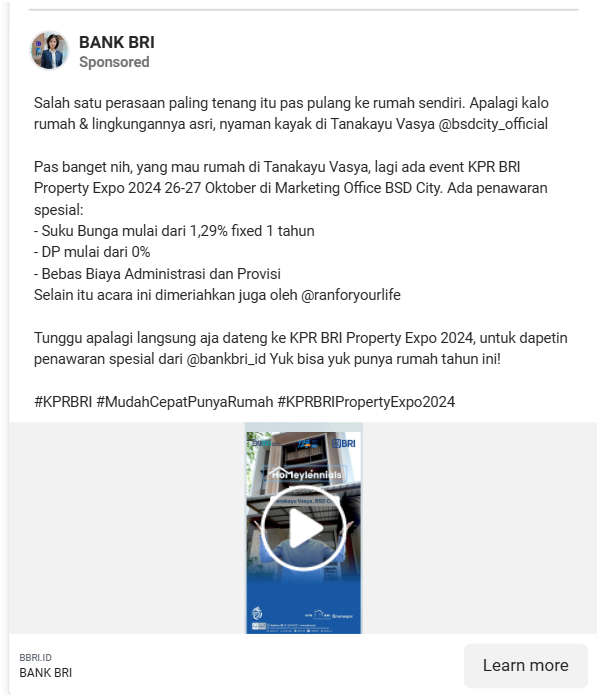 BANK BRI
Sponsored
Salah satu perasaan paling tenang itu pas pulang ke rumah sendiri. Apalagi kalo
rumah & lingkungannya asri, nyaman kayak di Tanakayu Vasya @bsdcity_official
Pas banget nih, yang mau rumah di Tanakayu Vasya, lagi ada event KPR BRI
Property Expo 2024 26-27 Oktober di Marketing Office BSD City. Ada penawaran
spesial:
- Suku Bunga mulai dari 1,29% fixed 1 tahun
- DP mulai dari 0%
- Bebas Biaya Administrasi dan Provisi
Selain itu acara ini dimeriahkan juga oleh @ranforyourlife
Tunggu apalagi langsung aja dateng ke KPR BRI Property Expo 2024, untuk dapetin
penawaran spesial dari @bankbri_id Yuk bisa yuk punya rumah tahun ini!
#KPRBRI #MudahCepatPunyaRumah #KPRBRIPropertyExpo2024
BRI
Homeylennials
Tanakayu Vasya, BSD City
BBRI.ID
BANK BRI
Learn more